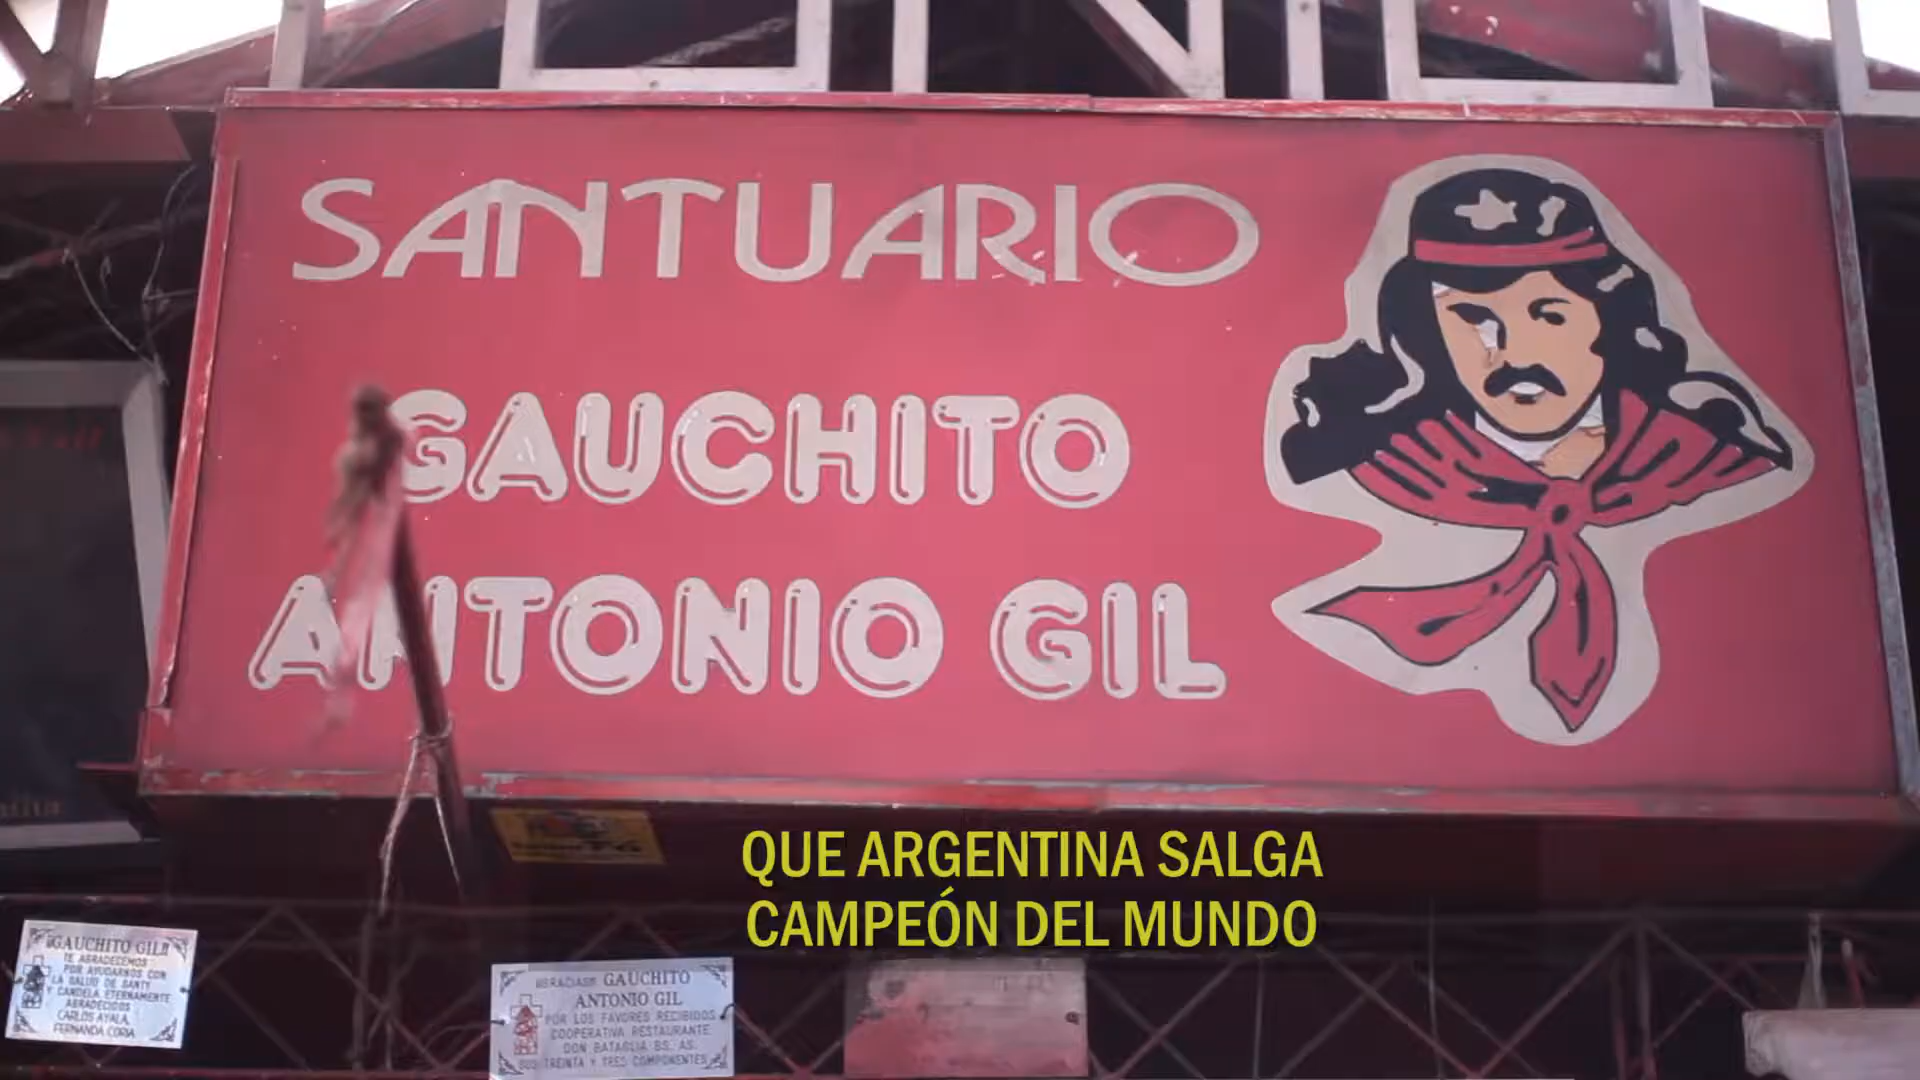 SANTUARIO
GAUCHITO
ANTONIO GIL
QUE ARGENTINA SALGA
CAMPEÓN DEL MUNDO
GAUCHITO GIL!!
TE AGRADECEMOS
POR AYUDARNOS CON
LA SALUD DE SANTY
Y CANDELA ETERNAMENTE
AGRADECIDOS
CARLOS AYALA
FERNANDA CORIA
GRACIAS GAUCHITO
ANTONIO GIL
POR LOS FAVORES RECIBIDOS
COOPERATIVA RESTAURANTE
DON BATAGLIA BS. AS.
SUS TREINTA Y TRES COMPONENTES